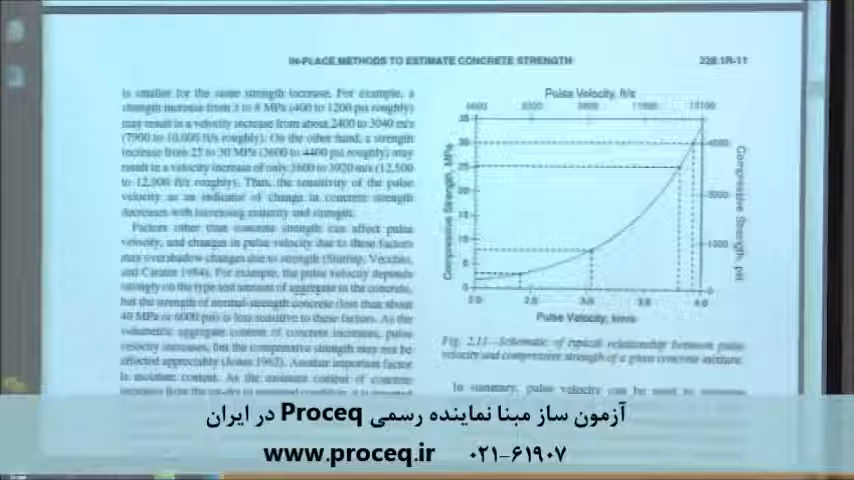 IN-PLACE METHODS TO ESTIMATE CONCRETE STRENGTH
228.1R-11
is smaller for the same strength increase. For example, a
strength increase from 3 to 8 MPa (400 to 1200 psi roughly)
may result in a velocity increase from about 2400 to 3040 m/s
(7900 to 10,000 ft/s roughly). On the other hand, a strength
increase from 25 to 30 MPa (3600 to 4400 psi roughly) may
result in a velocity increase of only 3800 to 3920 m/s (12,500
to 12,900 ft/s roughly). Thus, the sensitivity of the pulse
velocity as an indicator of change in concrete strength
decreases with increasing maturity and strength.
Factors other than concrete strength can affect pulse
velocity, and changes in pulse velocity due to these factors
may overshadow changes due to strength (Sturrup, Vecchio,
and Caratin 1984). For example, the pulse velocity depends
strongly on the type and amount of aggregate in the concrete,
but the strength of normal-strength concrete (less than about
40 MPa or 6000 psi) is less sensitive to these factors. As the
volumetric aggregate content of concrete increases, pulse
velocity increases, but the compressive strength may not be
affected appreciably (Jones 1962). Another important factor
is moisture content. As the moisture content of concrete
Pulse Velocity, ft/s
Compressive Strength, MPa
35
30
25
20
15
10
5
0
4000
Compressive Strength, psi
Pulse Velocity, km/s
Fig. 2.11—Schematic of typical relationship between pulse
velocity and compressive strength of a given concrete mixture.
In summary, pulse velocity can be used to
آزمون ساز مبنا نماینده رسمی Proceq در ایران
www.proceq.ir ۰۲۱-۶۱۹۰۷